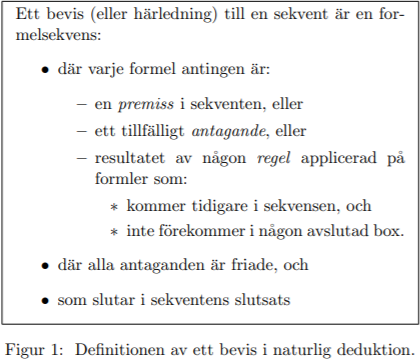 Ett bevis (eller härledning) till en sekvent är en for-
melsekvens:
• där varje formel antingen är:
– en premiss i sekventen, eller
– ett tillfälligt antagande, eller
– resultatet av någon regel applicerad på
formler som:
∗ kommer tidigare i sekvensen, och
∗ inte förekommer i någon avslutad box.
• där alla antaganden är friade, och
• som slutar i sekventens slutsats
Figur 1: Definitionen av ett bevis i naturlig deduktion.